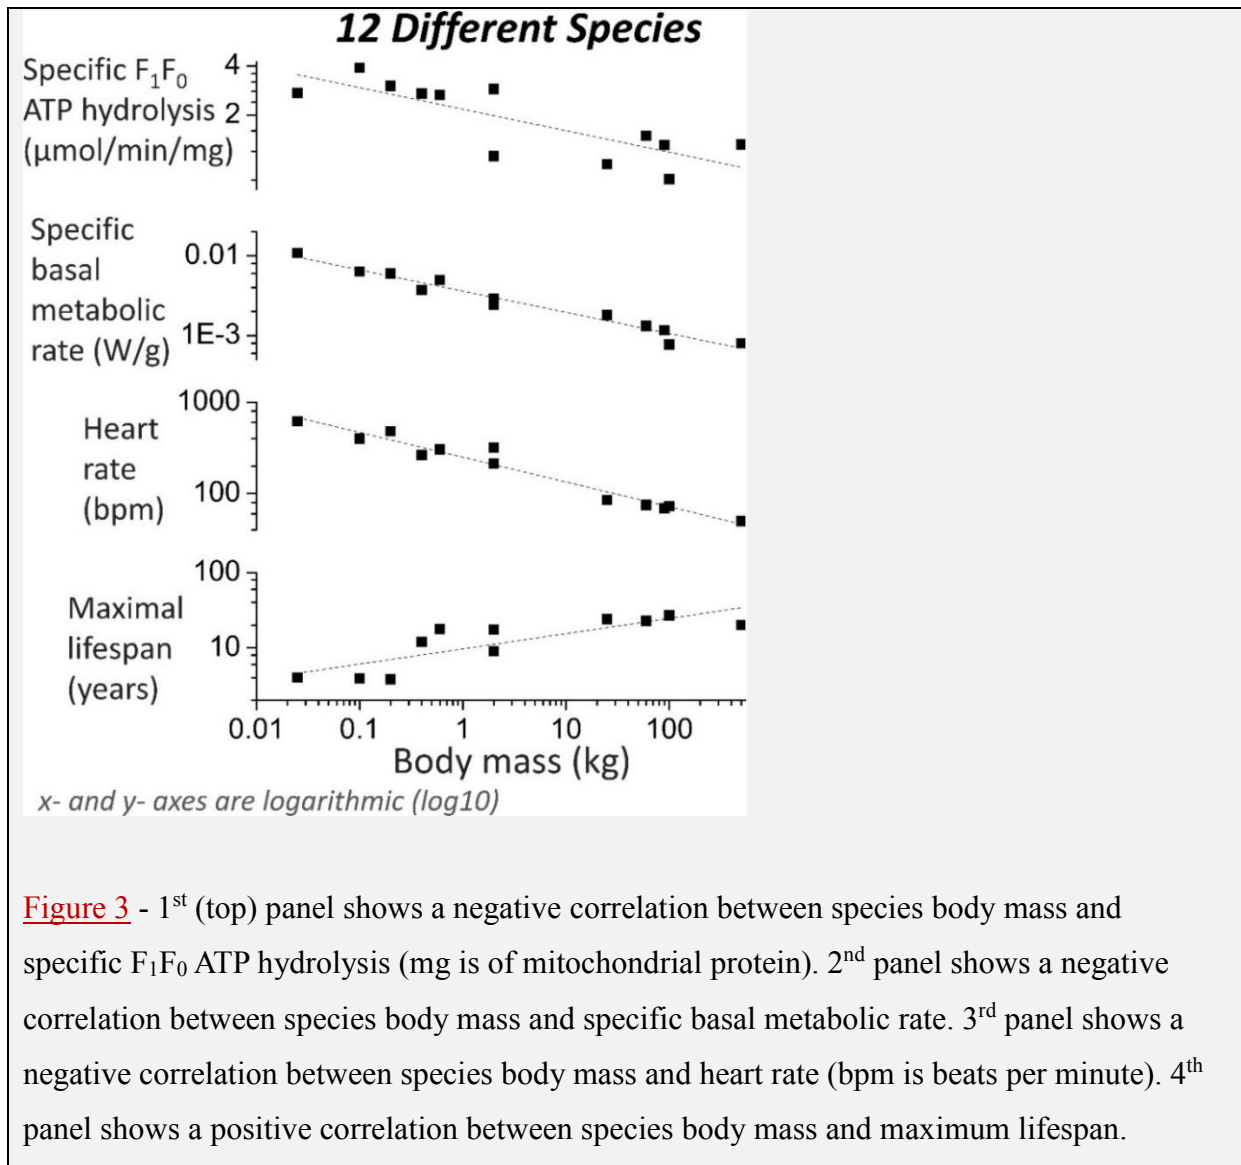 12 Different Species
Specific F₁F₀
ATP hydrolysis
(µmol/min/mg)
4
2
Specific
basal
metabolic
rate (W/g)
0.01
1E-3
Heart
rate
(bpm)
1000
100
Maximal
lifespan
(years)
100
10
0.01 0.1 1 10 100
Body mass (kg)
x- and y- axes are logarithmic (log10)
Figure 3 - 1st (top) panel shows a negative correlation between species body mass and
specific F₁F₀ ATP hydrolysis (mg is of mitochondrial protein). 2nd panel shows a negative
correlation between species body mass and specific basal metabolic rate. 3rd panel shows a
negative correlation between species body mass and heart rate (bpm is beats per minute). 4th
panel shows a positive correlation between species body mass and maximum lifespan.